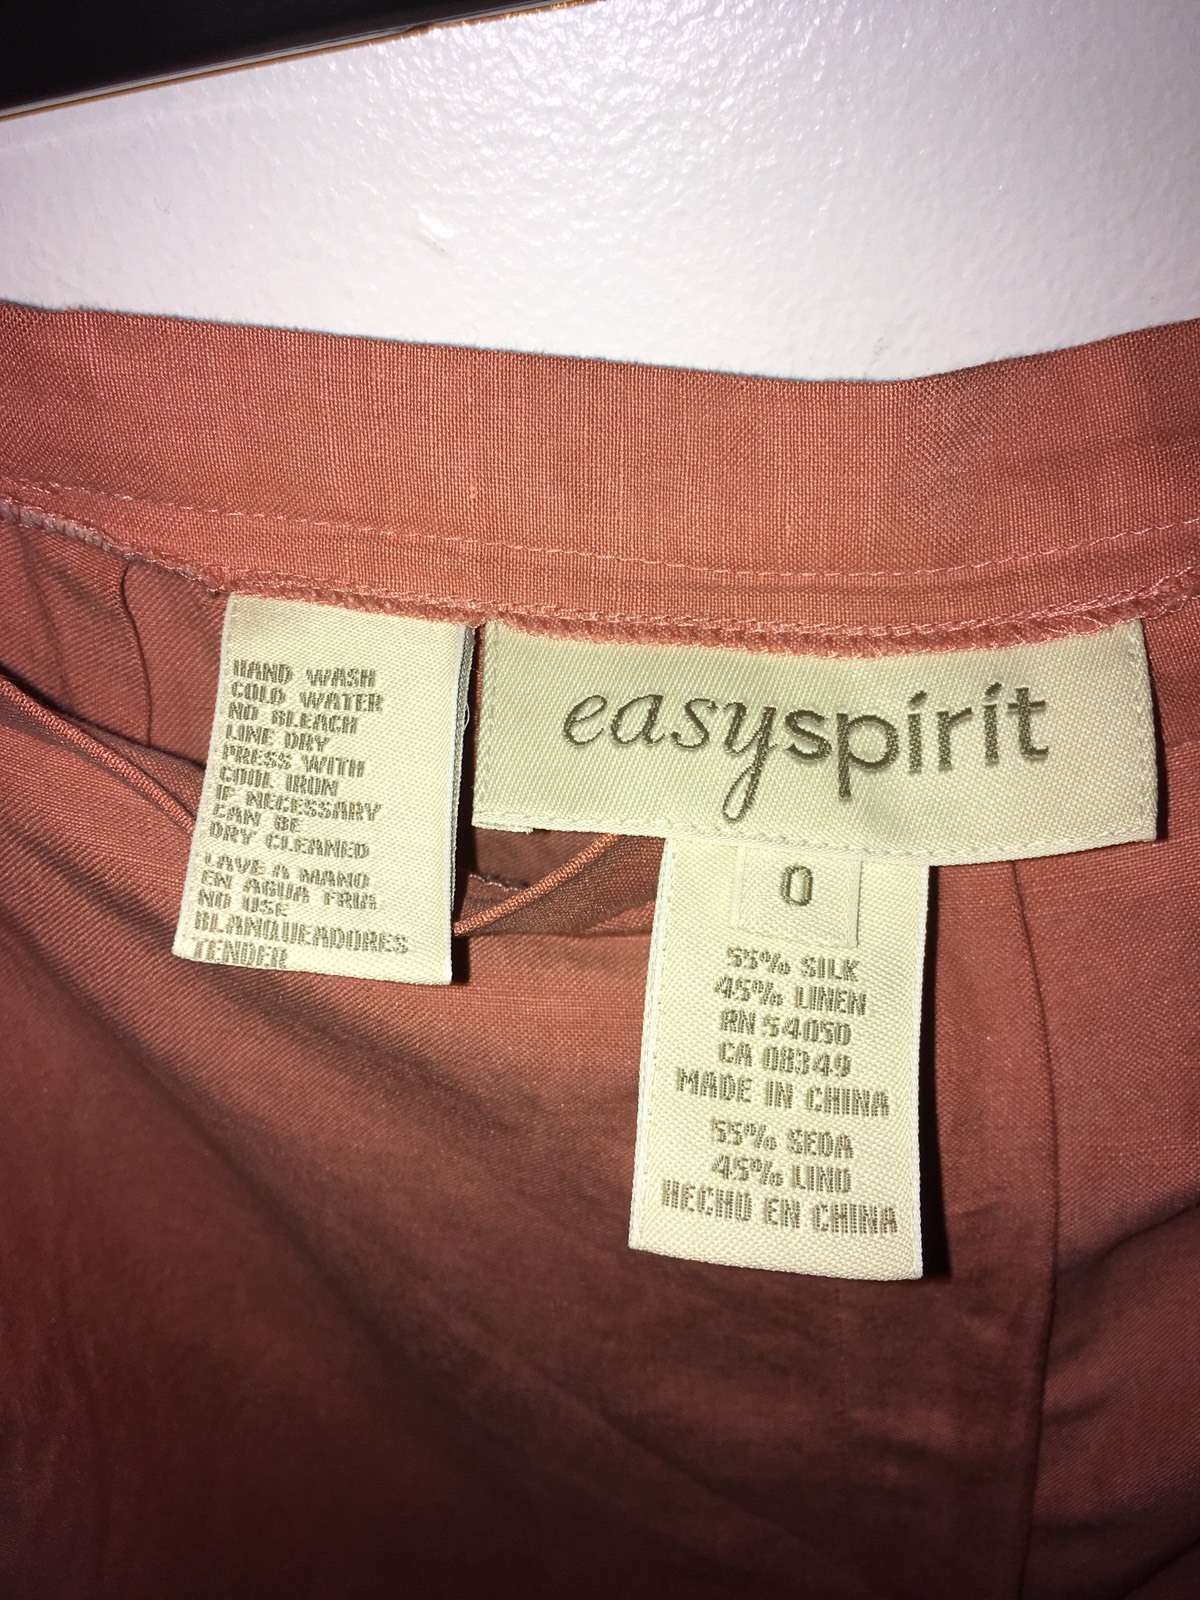 HAND WASH
COLD WATER
NO BLEACH
LINE DRY
PRESS WITH
COOL IRON
IF NECESSARY
CAN BE
DRY CLEANED
LAVE A MANO
EN AGUA FRIA
NO USE
BLANQUEADORES
TENDER
easyspirit
0
55% SILK
45% LINEN
RN 54050
CA 08349
MADE IN CHINA
55% SEDA
45% LINO
HECHO EN CHINA